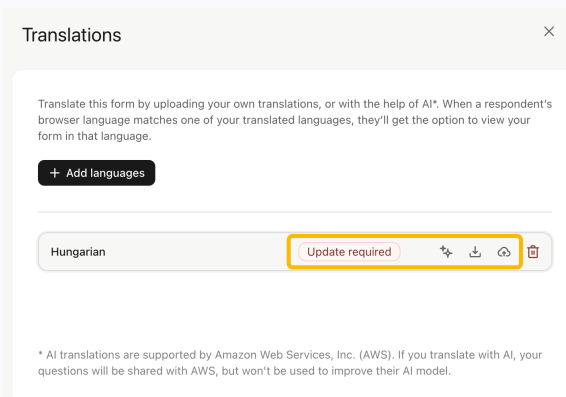 Translations
Translate this form by uploading your own translations, or with the help of AI*. When a respondent's
browser language matches one of your translated languages, they'll get the option to view your
form in that language.
+ Add languages
Hungarian Update required
* AI translations are supported by Amazon Web Services, Inc. (AWS). If you translate with AI, your
questions will be shared with AWS, but won't be used to improve their AI model.